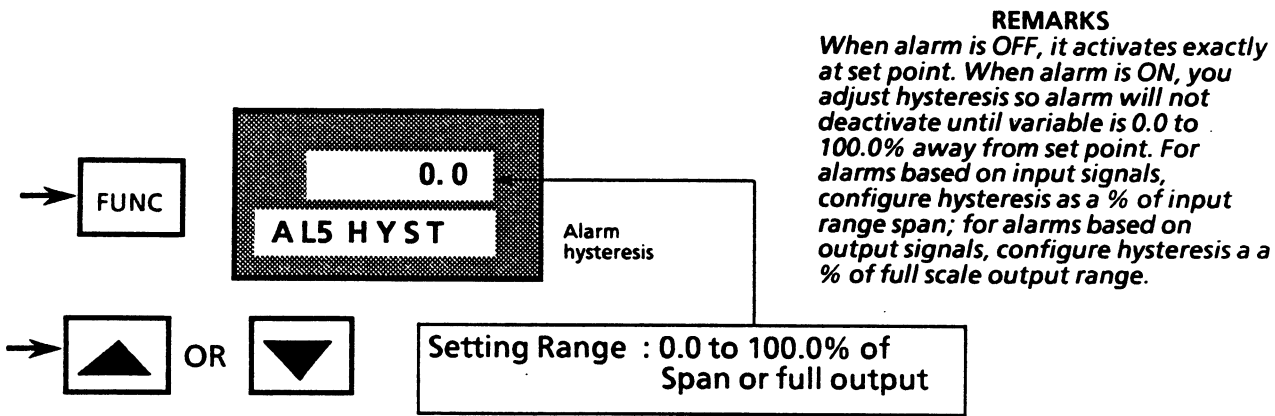 REMARKS
When alarm is OFF, it activates exactly
at set point. When alarm is ON, you
adjust hysteresis so alarm will not
deactivate until variable is 0.0 to
100.0% away from set point. For
alarms based on input signals,
configure hysteresis as a % of input
range span; for alarms based on
output signals, configure hysteresis a a
% of full scale output range.
FUNC
0.0
AL5 HYST
Alarm
hysteresis
OR
Setting Range : 0.0 to 100.0% of
Span or full output